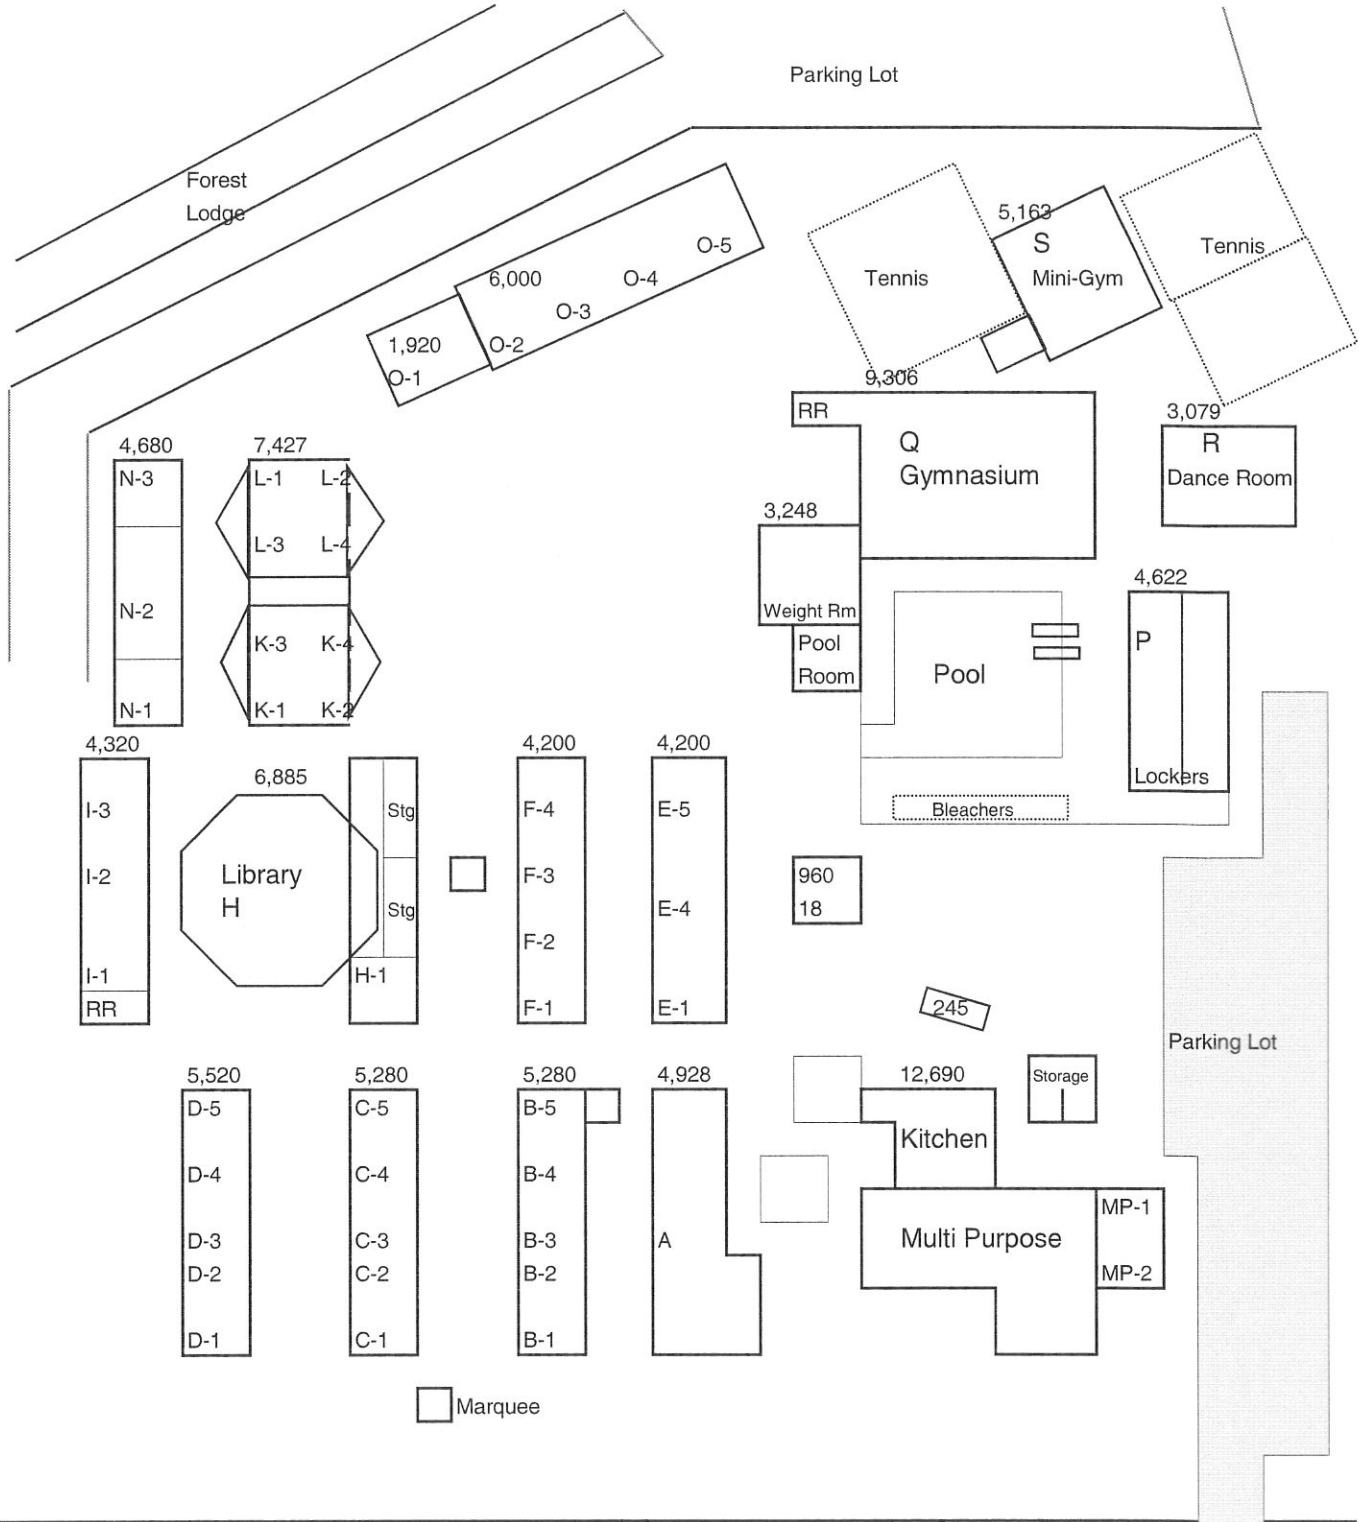 Parking Lot
Forest
Lodge
5,163
S
Mini-Gym
Tennis
Tennis
6,000
O-5
O-4
O-3
O-2
1,920
O-1
9,306
RR
Q
Gymnasium
3,079
R
Dance Room
4,680
N-3
N-2
N-1
7,427
L-1 L-2
L-3 L-4
K-3 K-4
K-1 K-2
3,248
Weight Rm
Pool
Room
Pool
4,622
P
Lockers
Bleachers
4,320
I-3
I-2
I-1
RR
6,885
Library
H
Stg
Stg
H-1
4,200
F-4
F-3
F-2
F-1
4,200
E-5
E-4
E-1
960
18
245
Parking Lot
5,520
D-5
D-4
D-3
D-2
D-1
5,280
C-5
C-4
C-3
C-2
C-1
5,280
B-5
B-4
B-3
B-2
B-1
4,928
A
12,690
Kitchen
Storage
Multi Purpose
MP-1
MP-2
Marquee